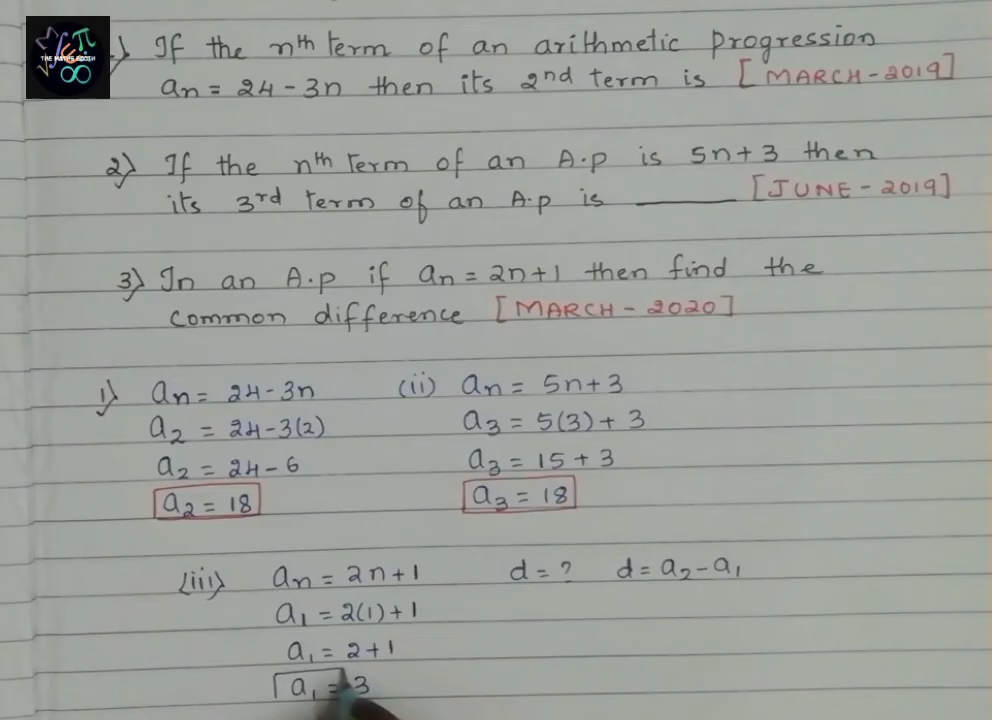 THE MATHS ROOM
1) If the nth term of an arithmetic progression
an = 24 - 3n then its 2nd term is [MARCH - 2019]
2) If the nth term of an A.p is 5n+3 then
its 3rd term of an A.p is ______ [JUNE - 2019]
3) In an A.p if an = 2n+1 then find the
common difference [MARCH - 2020]
1) an = 24 - 3n (ii) an = 5n+3
a2 = 24 - 3(2) a3 = 5(3) + 3
a2 = 24 - 6 a3 = 15 + 3
a2 = 18 a3 = 18
(iii) an = 2n+1 d = ? d = a2 - a1
a1 = 2(1) + 1
a1 = 2+1
a1 = 3